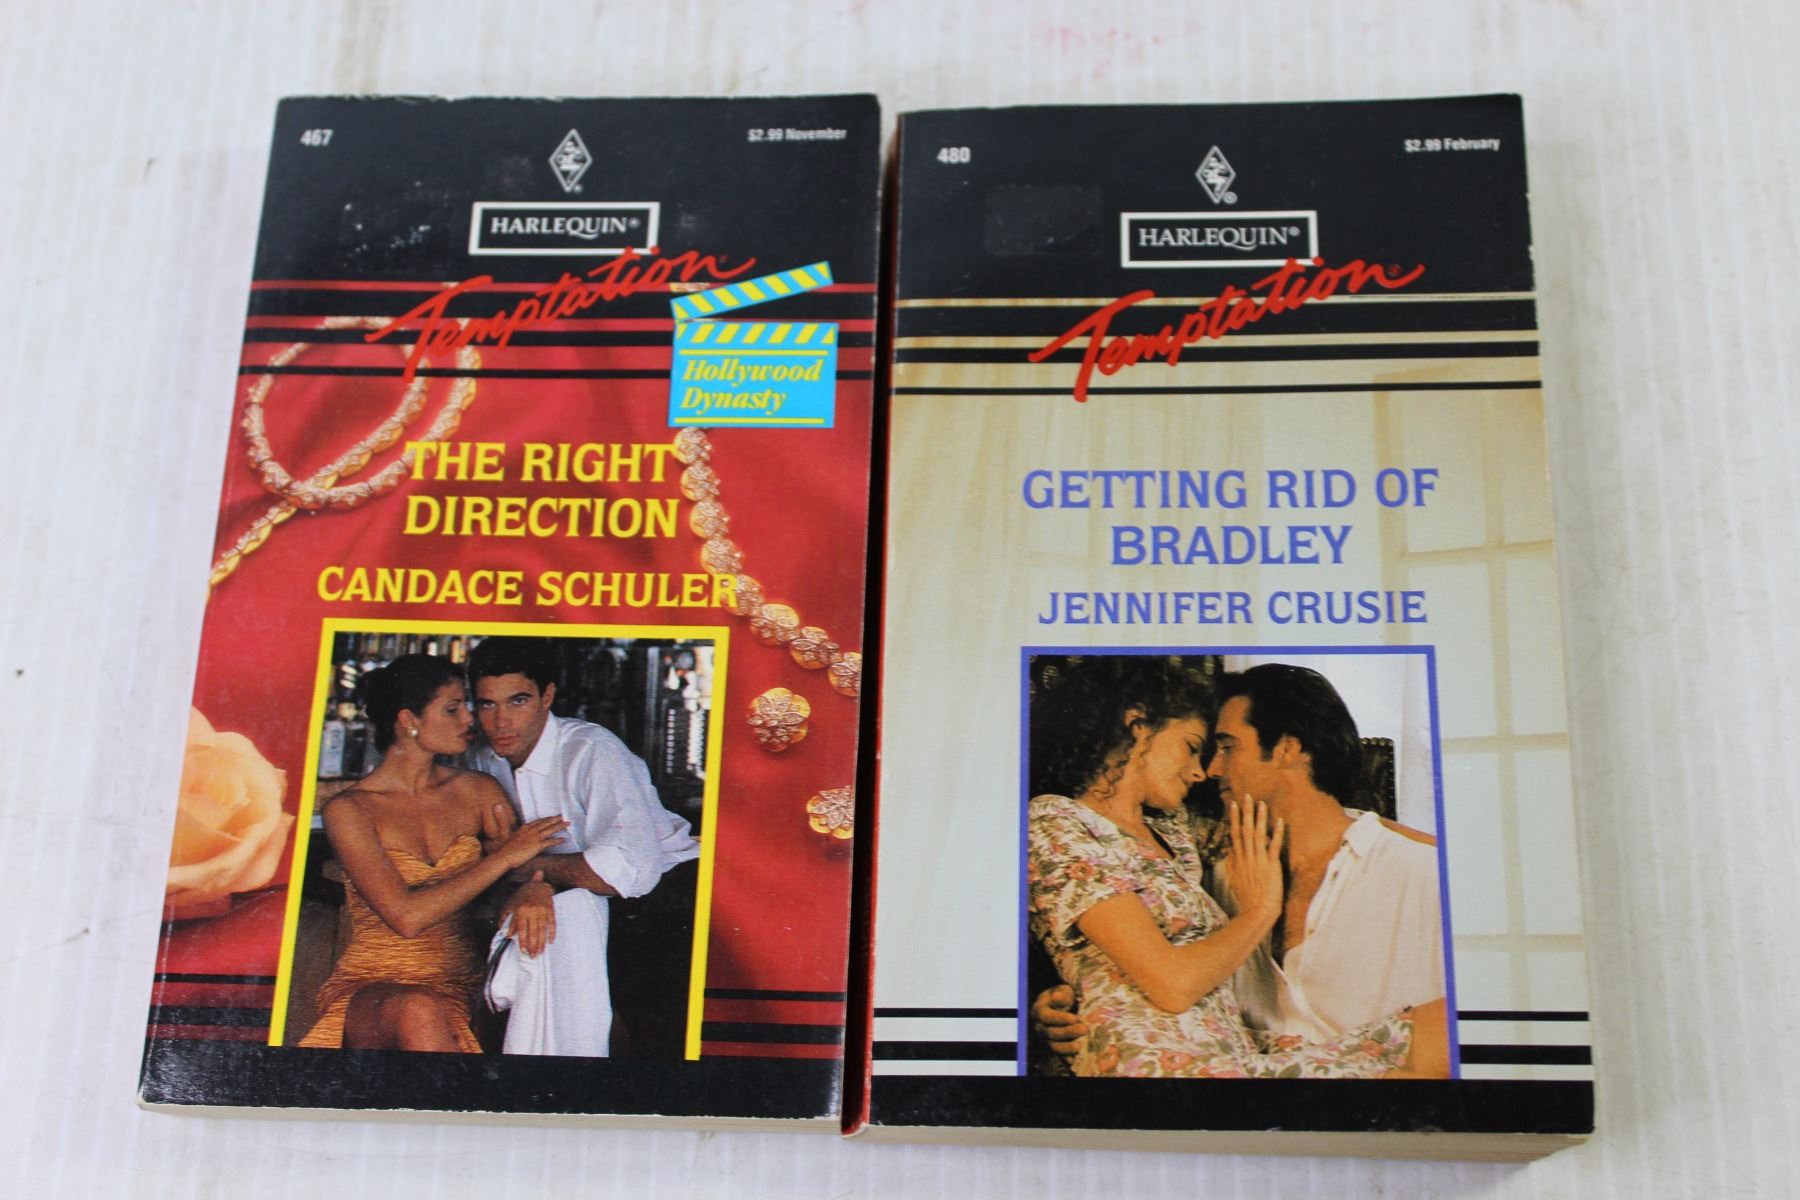 467
$2.99 November
HARLEQUIN®
Temptation®
Hollywood
Dynasty
THE RIGHT
DIRECTION
CANDACE SCHULER
480
$2.99 February
HARLEQUIN®
Temptation®
GETTING RID OF
BRADLEY
JENNIFER CRUSIE